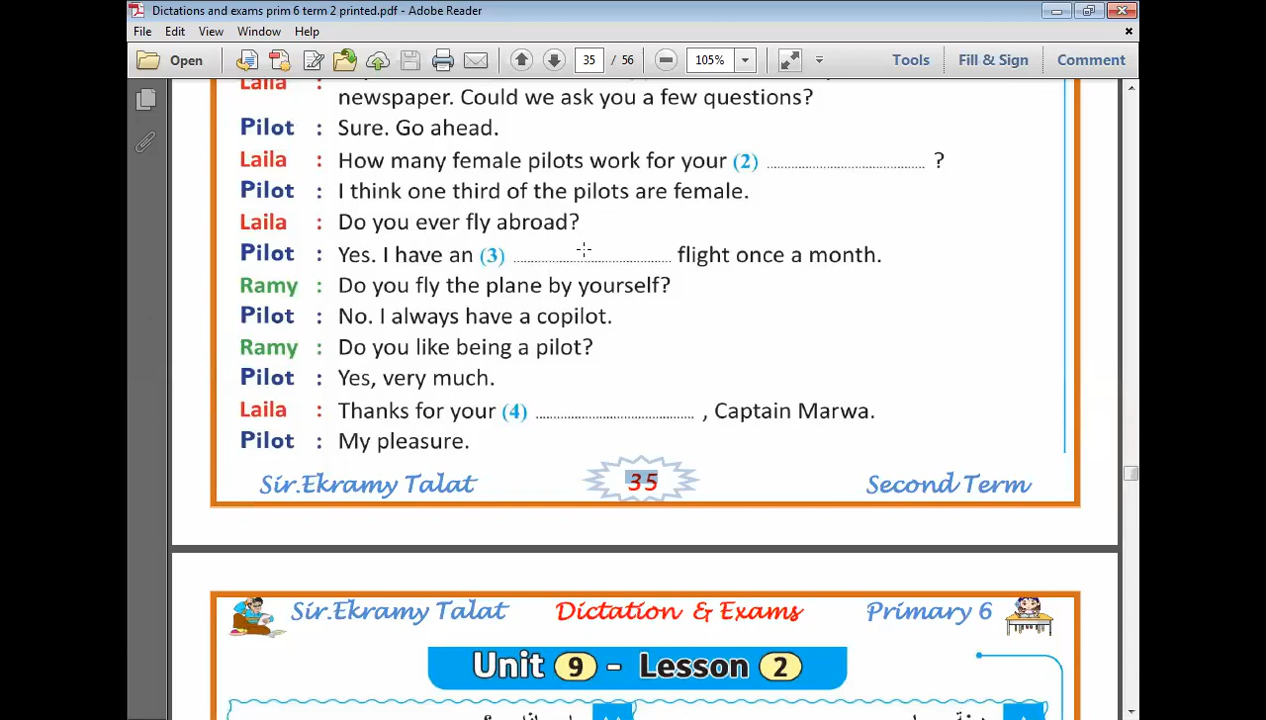 Dictations and exams prim 6 term 2 printed.pdf - Adobe Reader
File Edit View Window Help
Open 35 / 56 105% Tools Fill & Sign Comment
Laila :
newspaper. Could we ask you a few questions?
Pilot : Sure. Go ahead.
Laila : How many female pilots work for your (2) ........................................ ?
Pilot : I think one third of the pilots are female.
Laila : Do you ever fly abroad?
Pilot : Yes. I have an (3) ........................................ flight once a month.
Ramy : Do you fly the plane by yourself?
Pilot : No. I always have a copilot.
Ramy : Do you like being a pilot?
Pilot : Yes, very much.
Laila : Thanks for your (4) ........................................ , Captain Marwa.
Pilot : My pleasure.
Sir.Ekramy Talat 35 Second Term
Sir.Ekramy Talat Dictation & Exams Primary 6
Unit 9 - Lesson 2